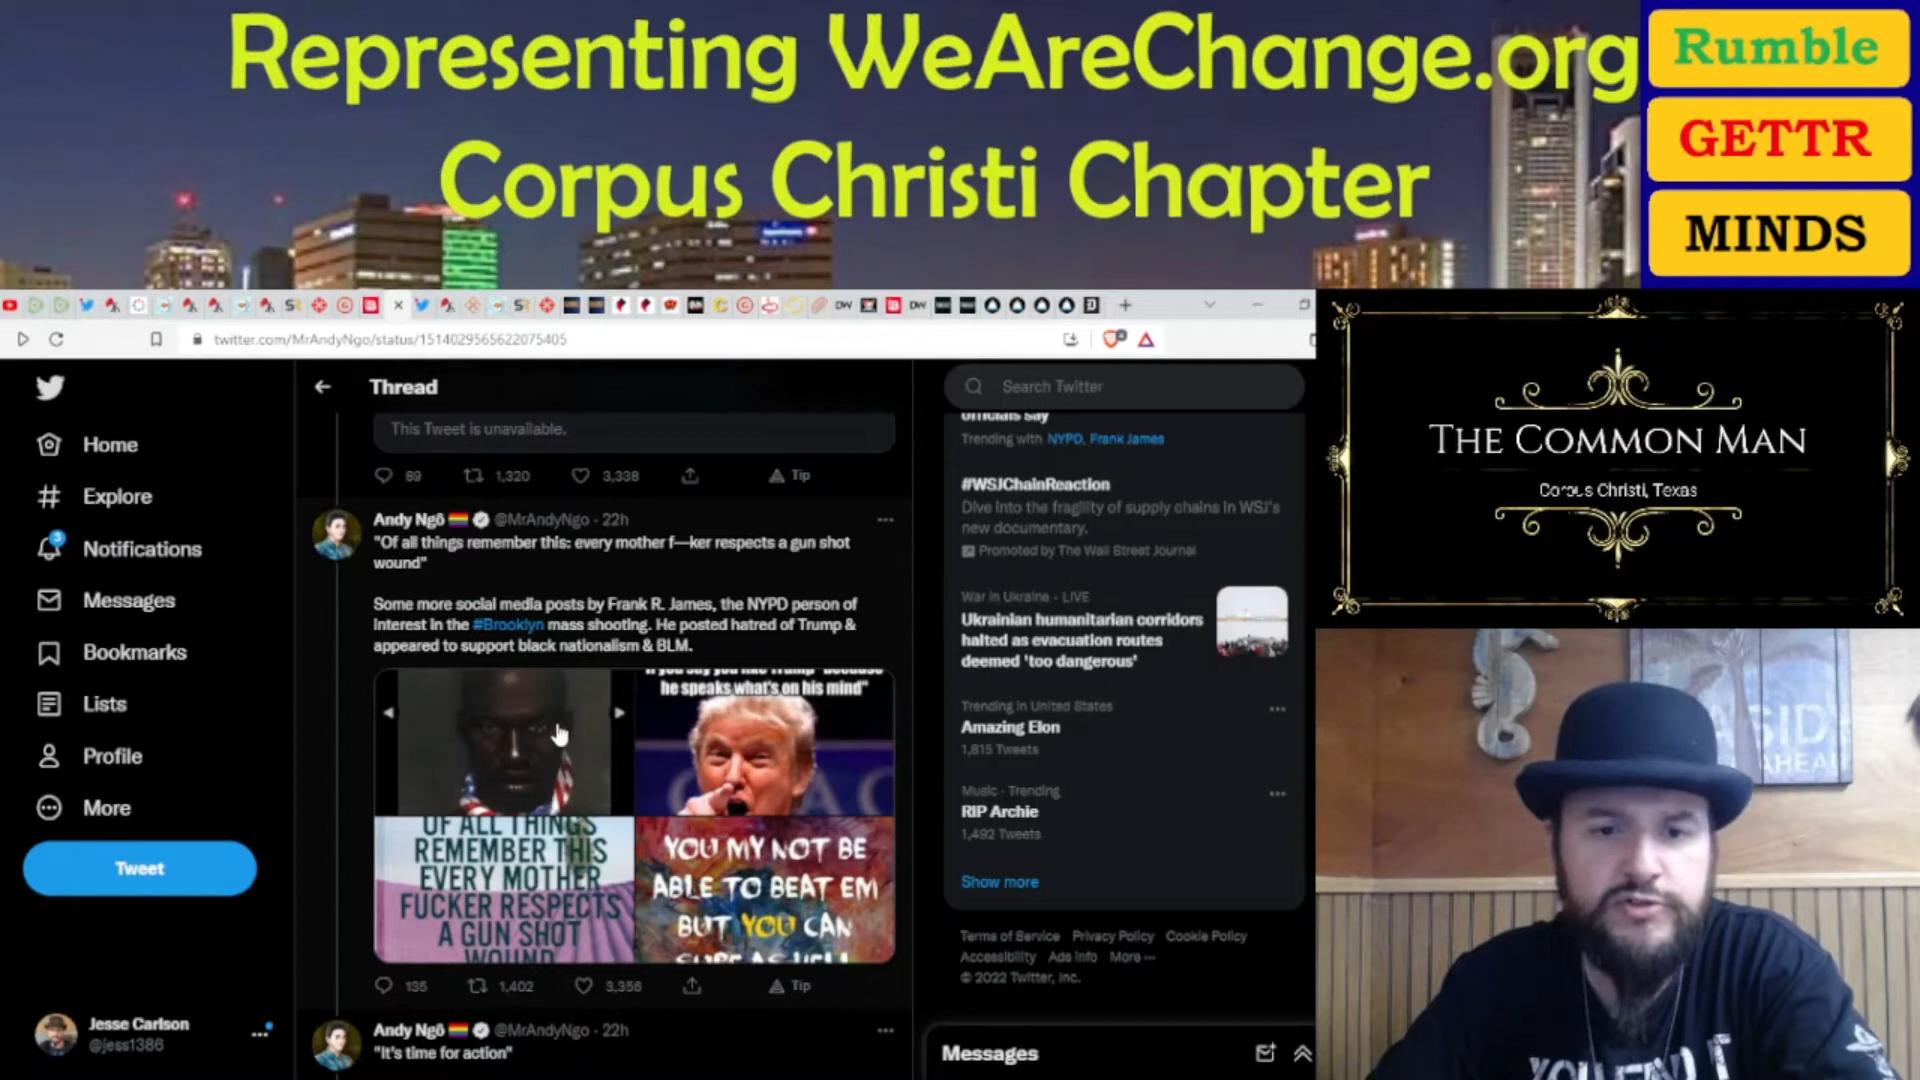 Representing WeAreChange.org
Corpus Christi Chapter
Rumble
GETTR
MINDS
twitter.com/MrAndyNgo/status/1514029565622075405
Home
Explore
Notifications
Messages
Bookmarks
Lists
Profile
More
Tweet
Jesse Carlson
@jess1386
Thread
This Tweet is unavailable.
89 1,320 3,338 Tip
Andy Ngô @MrAndyNgo · 22h
"Of all things remember this: every mother f—ker respects a gun shot
wound"
Some more social media posts by Frank R. James, the NYPD person of
interest in the #Brooklyn mass shooting. He posted hatred of Trump &
appeared to support black nationalism & BLM.
he speaks what's on his mind"
OF ALL THINGS
REMEMBER THIS
EVERY MOTHER
FUCKER RESPECTS
A GUN SHOT
WOUND
YOU MY NOT BE
ABLE TO BEAT EM
BUT YOU CAN
135 1,402 3,356 Tip
Andy Ngô @MrAndyNgo · 22h
"It's time for action"
Search Twitter
officials say
Trending with NYPD, Frank James
#WSJChainReaction
Dive into the fragility of supply chains in WSJ's
new documentary.
Promoted by The Wall Street Journal
War in Ukraine · LIVE
Ukrainian humanitarian corridors
halted as evacuation routes
deemed 'too dangerous'
Trending in United States
Amazing Elon
1,815 Tweets
Music · Trending
RIP Archie
1,492 Tweets
Show more
Terms of Service Privacy Policy Cookie Policy
Accessibility Ads info More ···
© 2022 Twitter, Inc.
Messages
THE COMMON MAN
Corpus Christi, Texas
AHEAD